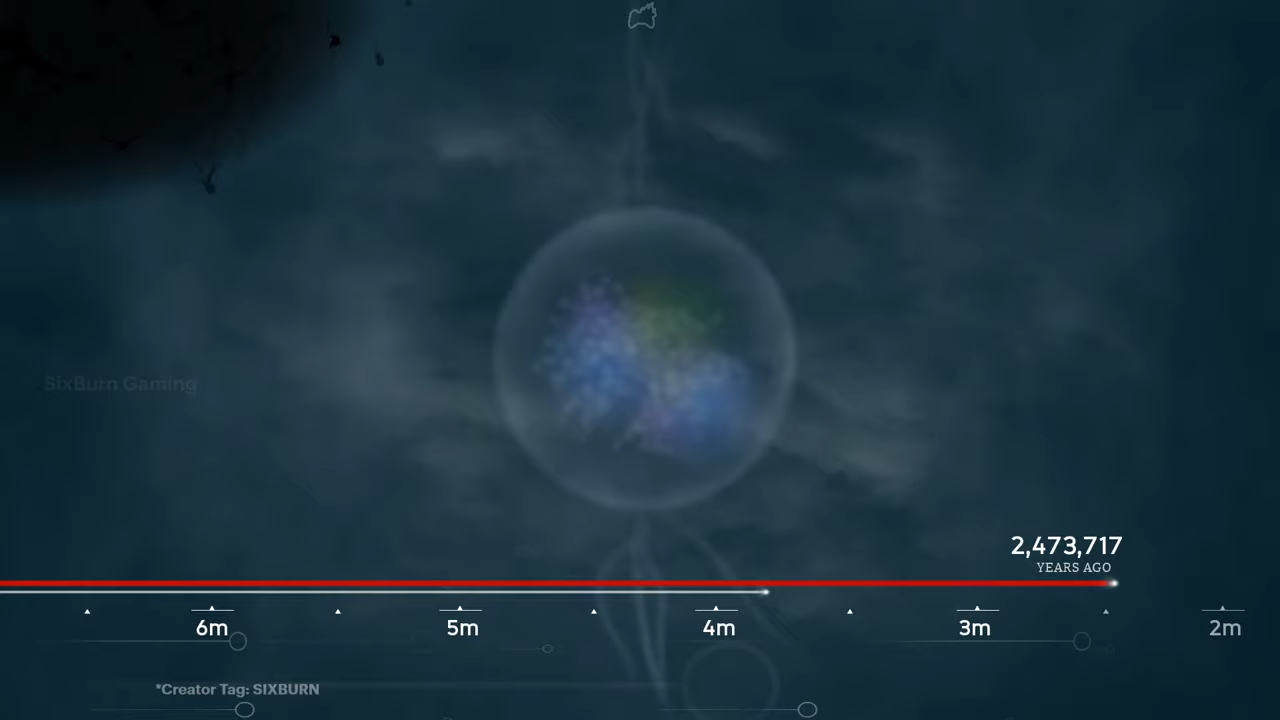 SixBurn Gaming
2,473,717
YEARS AGO
6m 5m 4m 3m 2m
*Creator Tag: SIXBURN